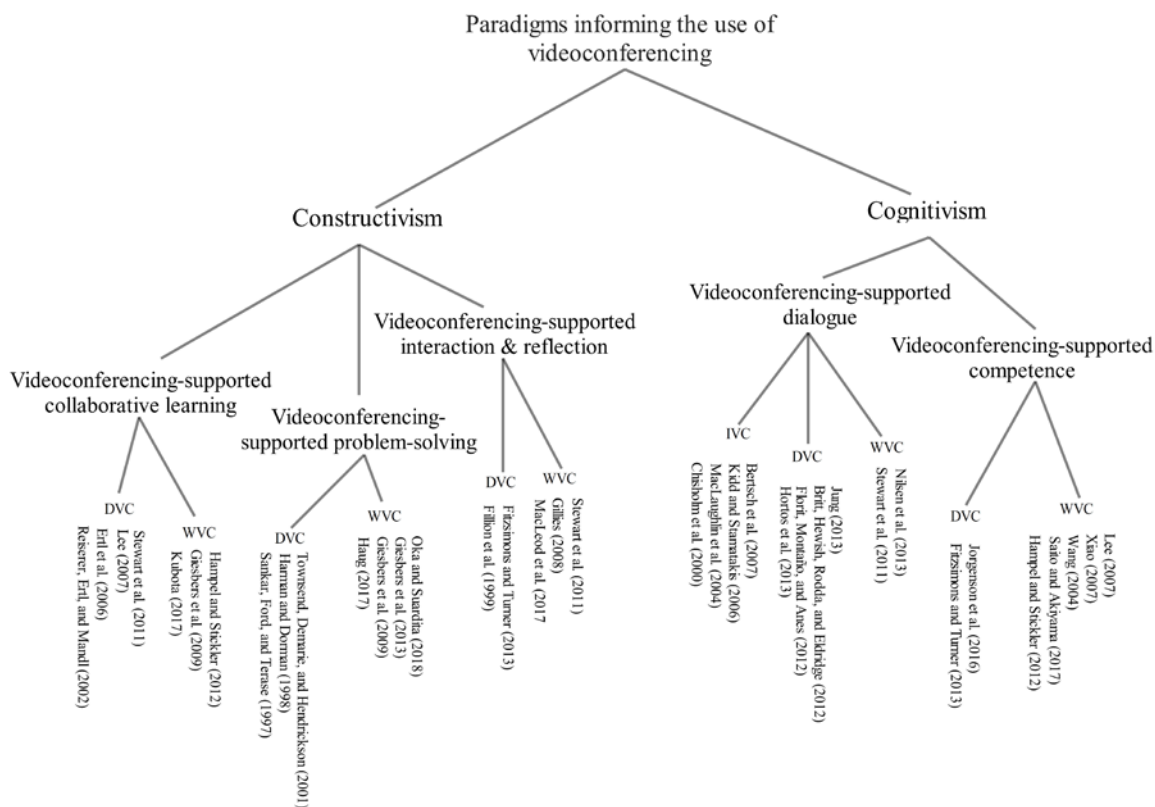 Paradigms informing the use of
videoconferencing
Constructivism
Cognitivism
Videoconferencing-supported
collaborative learning
Videoconferencing-
supported problem-solving
Videoconferencing-supported
interaction & reflection
Videoconferencing-supported
dialogue
Videoconferencing-supported
competence
DVC
Stewart et al. (2011)
Lee (2007)
Ertl et al. (2006)
Reiserer, Ertl, and Mandl (2002)
WVC
Hampel and Stickler (2012)
Giesbers et al. (2009)
Kubota (2017)
DVC
Townsend, Demarie, and Hendrickson (2001)
Harman and Dorman (1998)
Sankar, Ford, and Terase (1997)
WVC
Oka and Suardita (2018)
Giesbers et al. (2013)
Giesbers et al. (2009)
Haug (2017)
DVC
Fitzsimons and Turner (2013)
Fillion et al. (1999)
WVC
Stewart et al. (2011)
Gillies (2008)
MacLeod et al. 2017
IVC
Bertsch et al. (2007)
Kidd and Stamatakis (2006)
MacLaughlin et al. (2004)
Chisholm et al. (2000)
DVC
Jung (2013)
Britt, Hewish, Rodda, and Eldridge (2012)
Florit, Montaño, and Anes (2012)
Hortos et al. (2013)
WVC
Nilsen et al. (2013)
Stewart et al. (2011)
DVC
Jorgenson et al. (2016)
Fitzsimons and Turner (2013)
WVC
Lee (2007)
Xiao (2007)
Wang (2004)
Saito and Akiyama (2017)
Hampel and Stickler (2012)